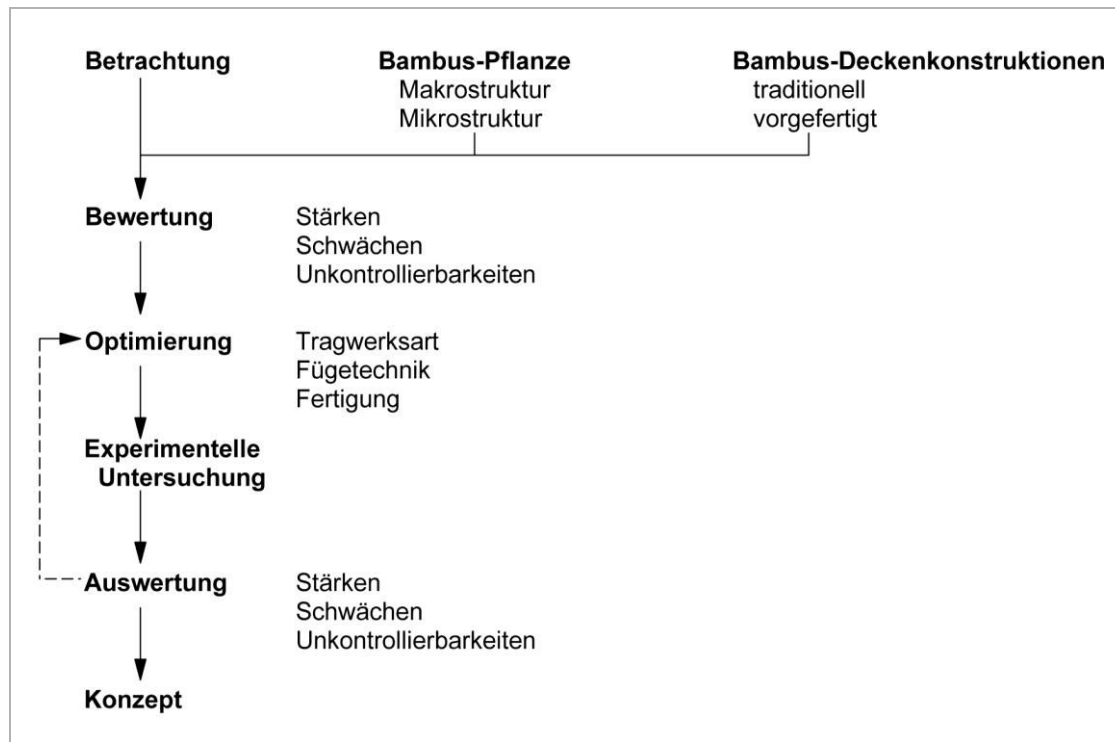 Betrachtung
Bambus-Pflanze
Makrostruktur
Mikrostruktur
Bambus-Deckenkonstruktionen
traditionell
vorgefertigt
Bewertung
Stärken
Schwächen
Unkontrollierbarkeiten
Optimierung
Tragwerksart
Fügetechnik
Fertigung
Experimentelle
Untersuchung
Auswertung
Stärken
Schwächen
Unkontrollierbarkeiten
Konzept